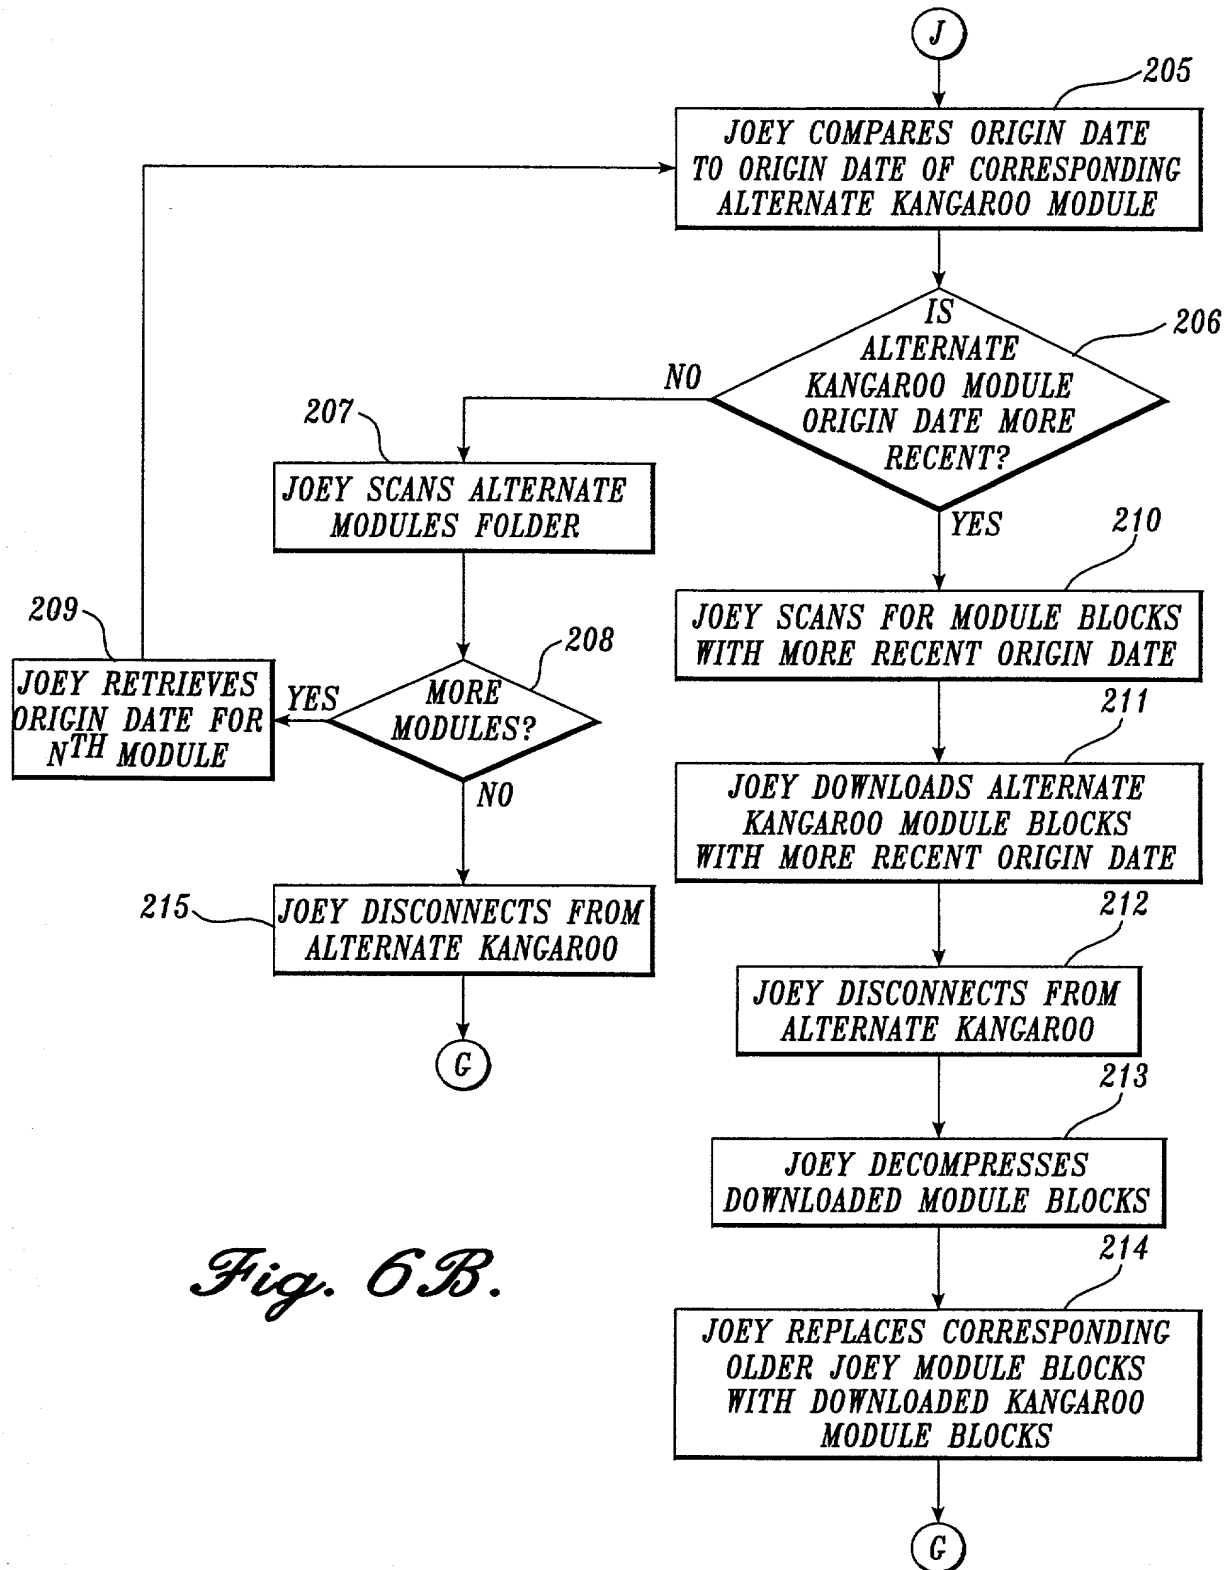 J
205
JOEY COMPARES ORIGIN DATE
TO ORIGIN DATE OF CORRESPONDING
ALTERNATE KANGAROO MODULE
206
IS
ALTERNATE
KANGAROO MODULE
ORIGIN DATE MORE
RECENT?
NO
YES
207
JOEY SCANS ALTERNATE
MODULES FOLDER
208
MORE
MODULES?
YES
NO
209
JOEY RETRIEVES
ORIGIN DATE FOR
NTH MODULE
215
JOEY DISCONNECTS FROM
ALTERNATE KANGAROO
G
210
JOEY SCANS FOR MODULE BLOCKS
WITH MORE RECENT ORIGIN DATE
211
JOEY DOWNLOADS ALTERNATE
KANGAROO MODULE BLOCKS
WITH MORE RECENT ORIGIN DATE
212
JOEY DISCONNECTS FROM
ALTERNATE KANGAROO
213
JOEY DECOMPRESSES
DOWNLOADED MODULE BLOCKS
214
JOEY REPLACES CORRESPONDING
OLDER JOEY MODULE BLOCKS
WITH DOWNLOADED KANGAROO
MODULE BLOCKS
G
Fig. 6B.